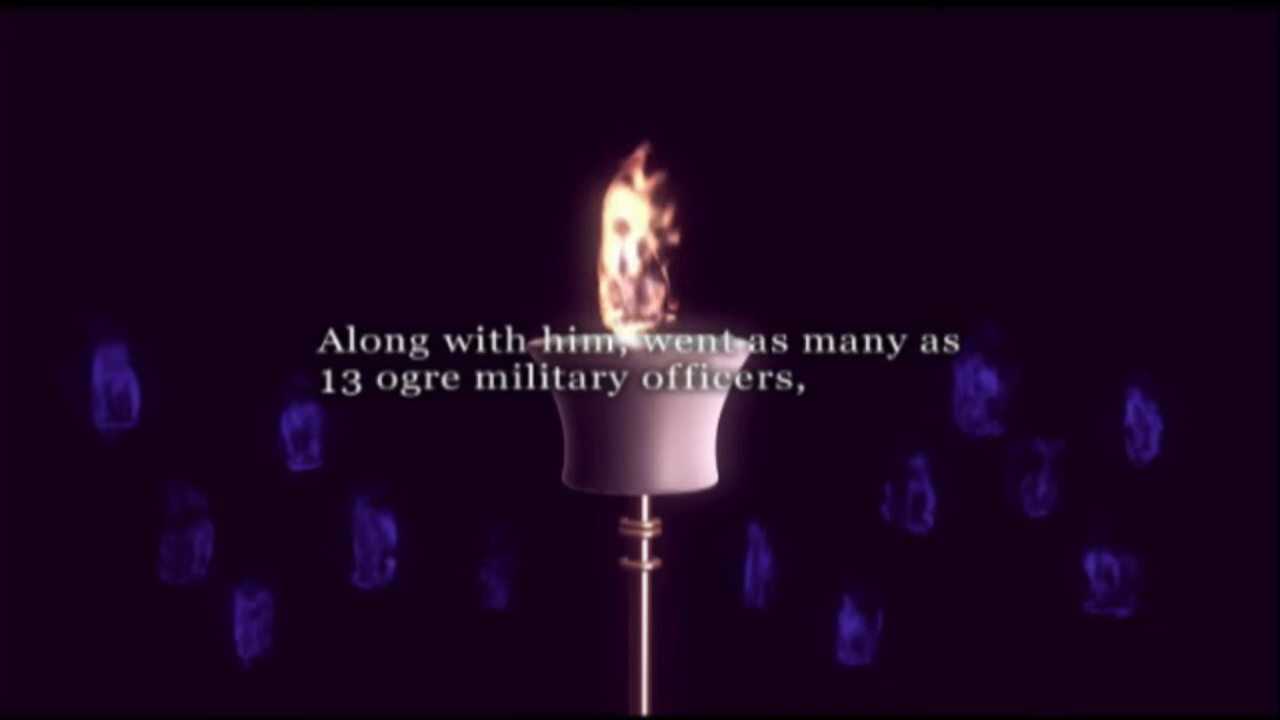 Along with him, went as many as
13 ogre military officers,